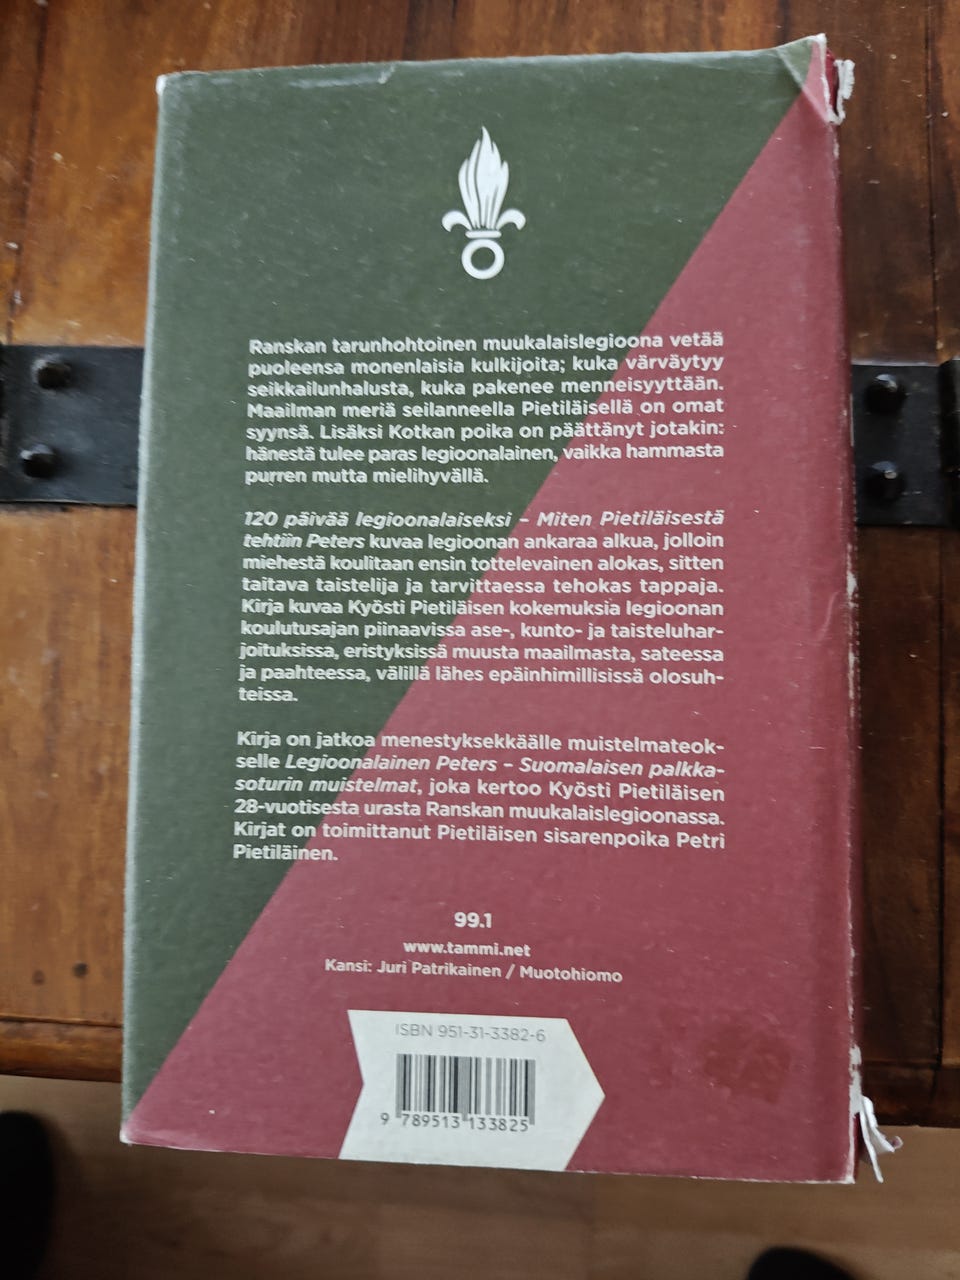 Ranskan tarunhohtoinen muukalaislegioona vetää
puoleensa monenlaisia kulkijoita; kuka värväytyy
seikkailunhalusta, kuka pakenee menneisyyttään.
Maailman meriä seilanneella Pietiläisellä on omat
syynsä. Lisäksi Kotkan poika on päättänyt jotakin:
hänestä tulee paras legioonalainen, vaikka hammasta
purren mutta mielihyvällä.
120 päivää legioonalaiseksi – Miten Pietiläisestä
tehtiin Peters kuvaa legioonan ankaraa alkua, jolloin
miehestä koulitaan ensin tottelevainen alokas, sitten
taitava taistelija ja tarvittaessa tehokas tappaja.
Kirja kuvaa Kyösti Pietiläisen kokemuksia legioonan
koulutusajan piinaavissa ase-, kunto- ja taisteluhar-
joituksissa, eristyksissä muusta maailmasta, sateessa
ja paahteessa, välillä lähes epäinhimillisissä olosuh-
teissa.
Kirja on jatkoa menestyksekkäälle muistelmateok-
selle Legioonalainen Peters – Suomalaisen palkka-
soturin muistelmat, joka kertoo Kyösti Pietiläisen
28-vuotisesta urasta Ranskan muukalaislegioonassa.
Kirjat on toimittanut Pietiläisen sisarenpoika Petri
Pietiläinen.
99.1
www.tammi.net
Kansi: Juri Patrikainen / Muotohiomo
ISBN 951-31-3382-6
9 789513 133825